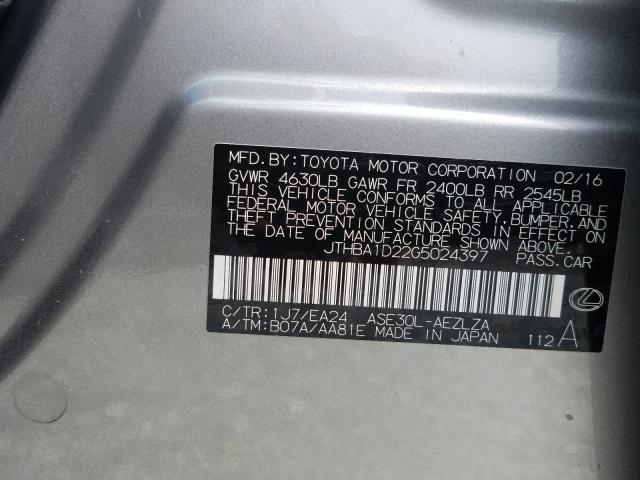 MFD.BY:TOYOTA MOTOR CORPORATION 02/16
GVWR 4630LB GAWR FR 2400LB RR 2545LB
THIS VEHICLE CONFORMS TO ALL APPLICABLE
FEDERAL MOTOR VEHICLE SAFETY,BUMPER,AND
THEFT PREVENTION STANDARDS IN EFFECT ON
THE DATE OF MANUFACTURE SHOWN ABOVE.
JTHBA1D22G5024397 PASS.CAR
C/TR:1J7/EA24 ASE30L-AEZLZA
A/TM:B07A/AA81E MADE IN JAPAN 112 A